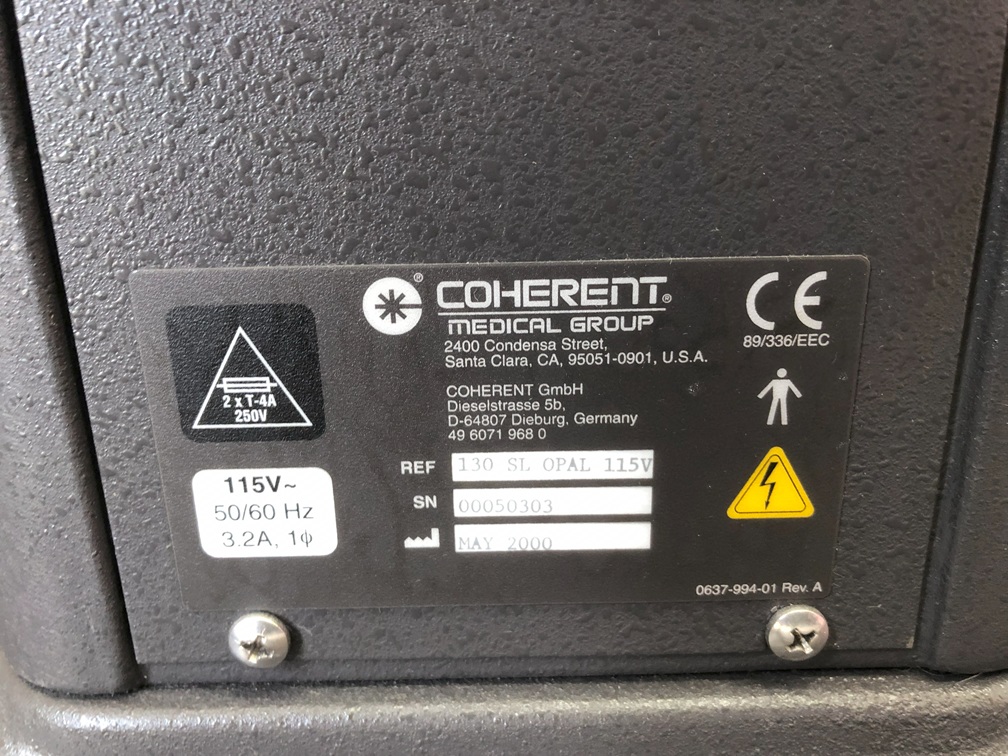 COHERENT®
MEDICAL GROUP
2400 Condensa Street,
Santa Clara, CA, 95051-0901, U.S.A.
COHERENT GmbH
Dieselstrasse 5b,
D-64807 Dieburg, Germany
49 6071 968 0
REF 130 SL OPAL 115V
SN 00050303
MAY 2000
2 x T-4A
250V
115V~
50/60 Hz
3.2A, 1ϕ
CE
89/336/EEC
0637-994-01 Rev. A